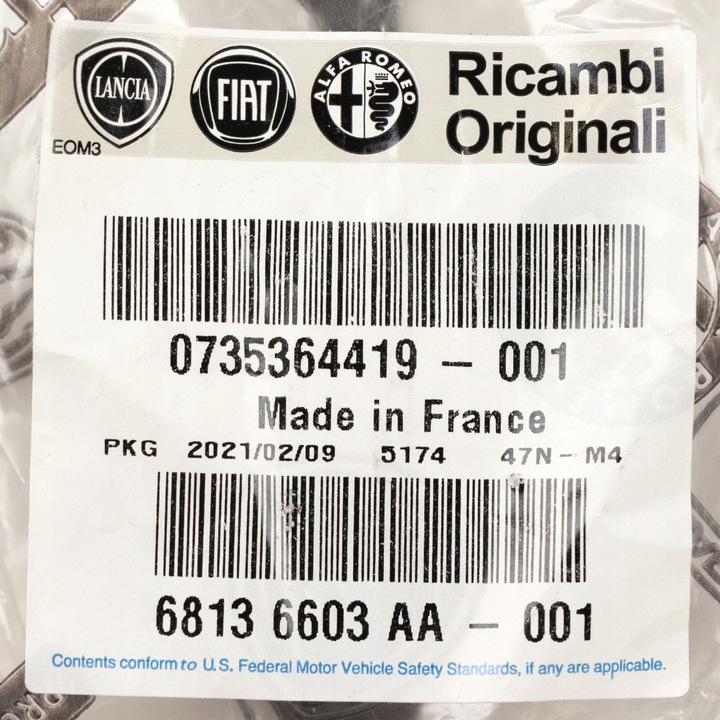 LANCIA FIAT ALFA ROMEO Ricambi
Originali
EOM3
0735364419 – 001
Made in France
PKG 2021/02/09 5174 47N – M4
6813 6603 AA – 001
Contents conform to U.S. Federal Motor Vehicle Safety Standards, if any are applicable.